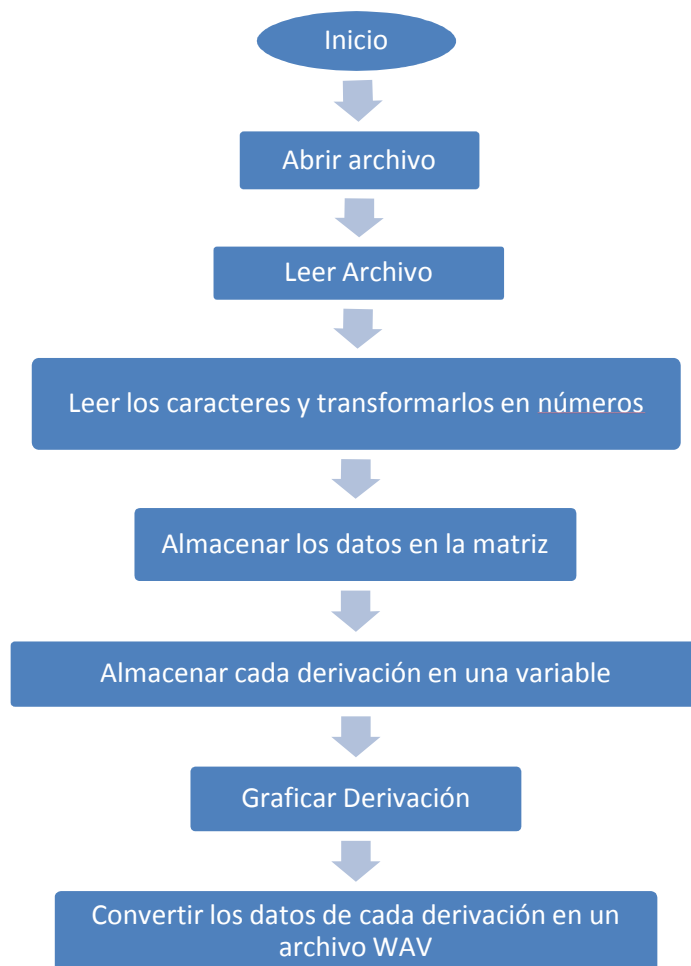 Inicio
Abrir archivo
Leer Archivo
Leer los caracteres y transformarlos en números
Almacenar los datos en la matriz
Almacenar cada derivación en una variable
Graficar Derivación
Convertir los datos de cada derivación en un
archivo WAV